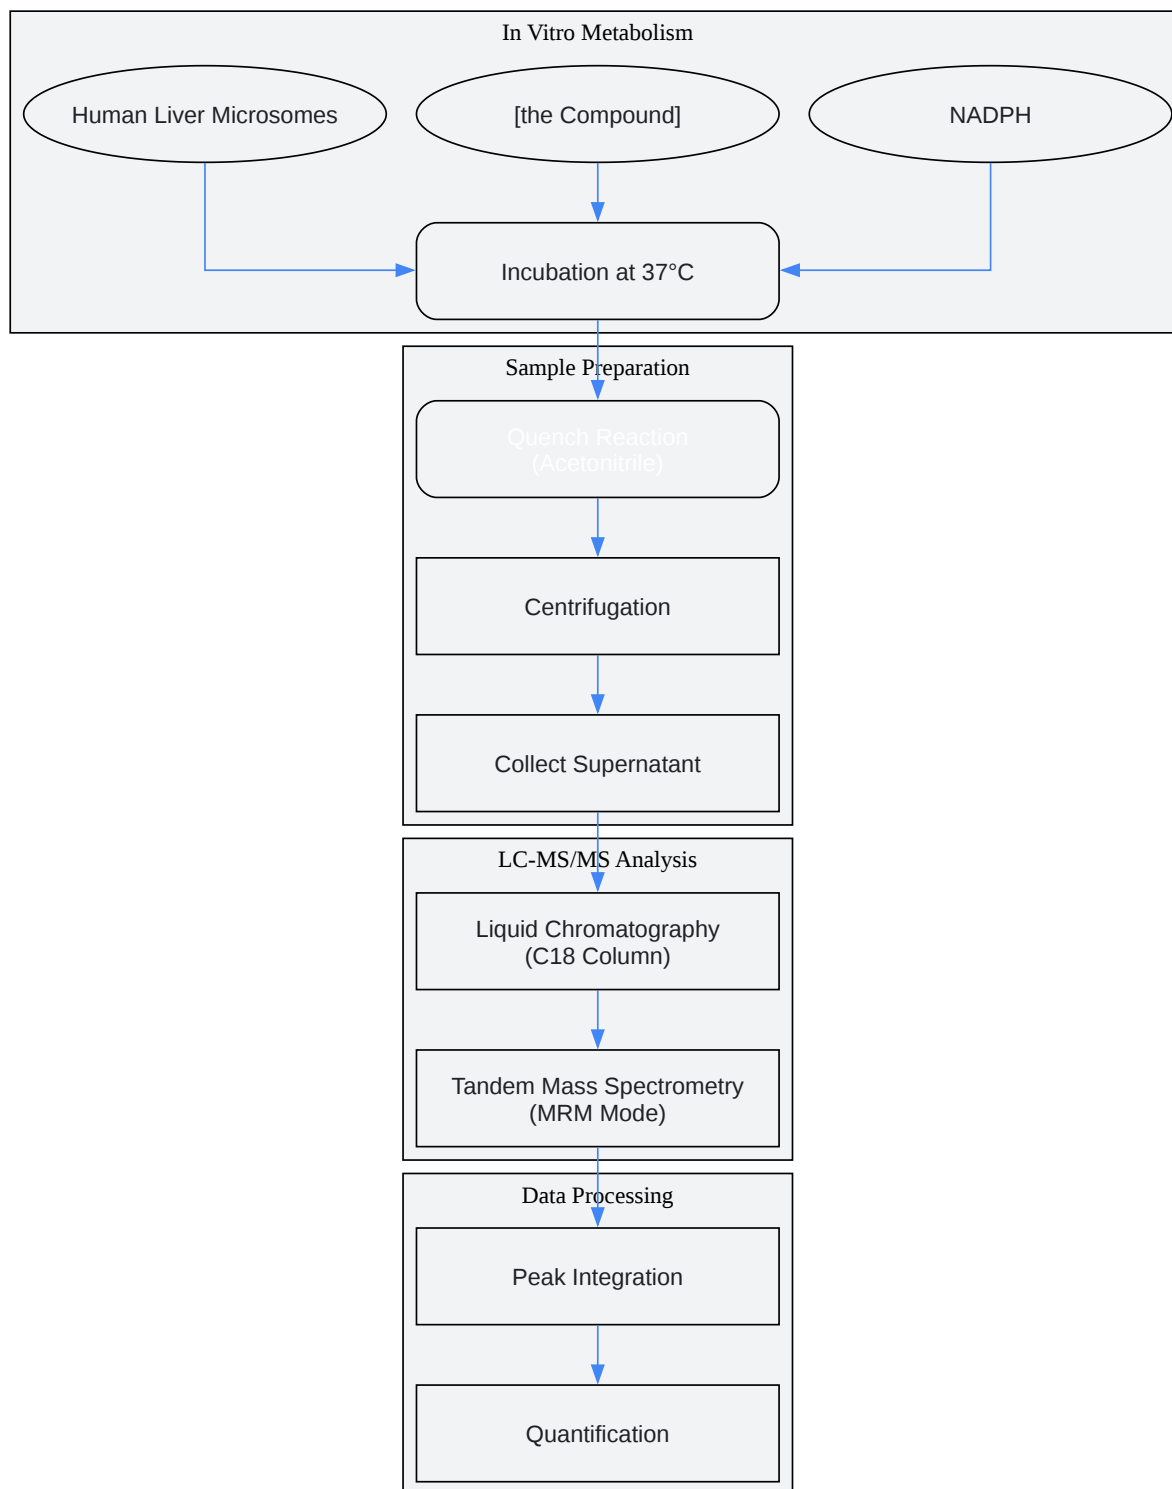 In Vitro Metabolism
Human Liver Microsomes
[the Compound]
NADPH
Incubation at 37°C
Sample Preparation
Quench Reaction
(Acetonitrile)
Centrifugation
Collect Supernatant
LC-MS/MS Analysis
Liquid Chromatography
(C18 Column)
Tandem Mass Spectrometry
(MRM Mode)
Data Processing
Peak Integration
Quantification